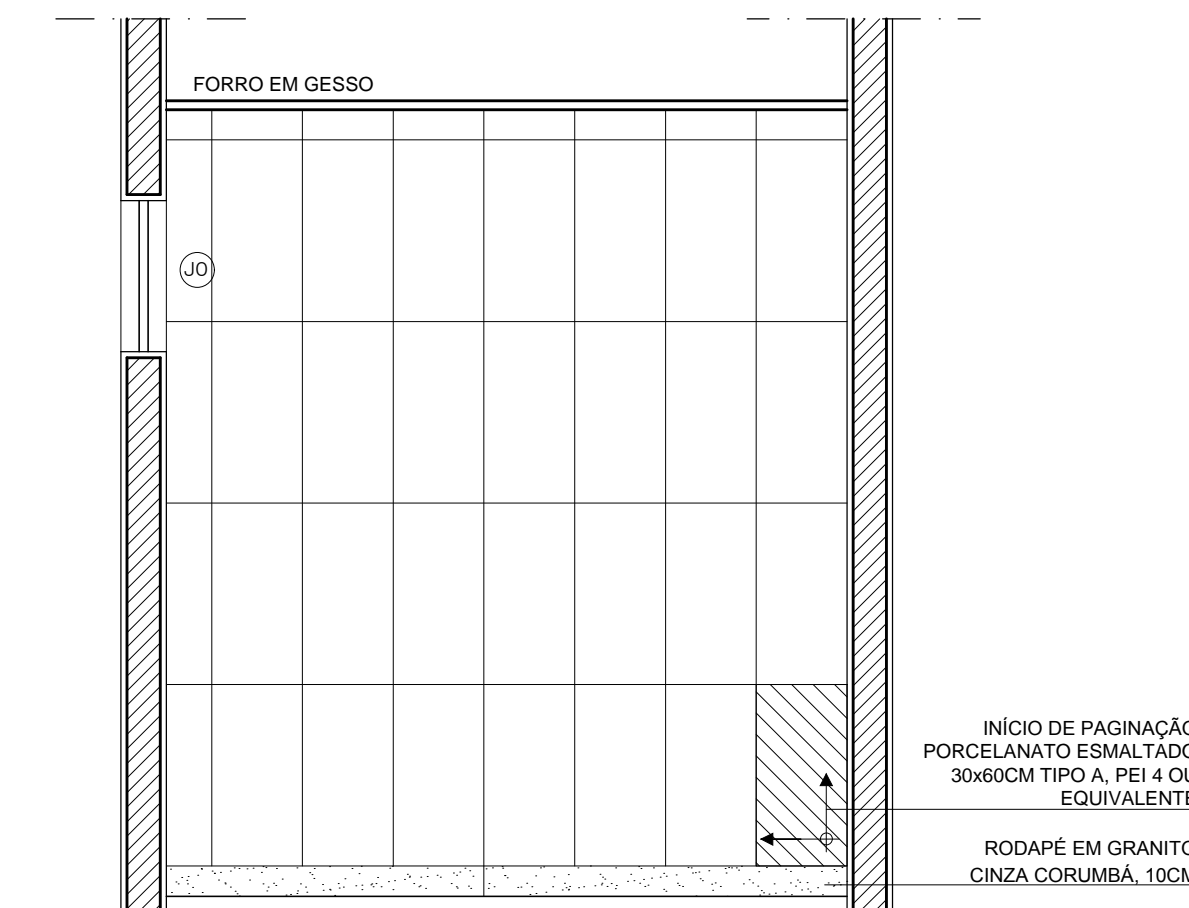 FORRO EM GESSO
J0
INÍCIO DE PAGINAÇÃO
PORCELANATO ESMALTADO
30x60CM TIPO A, PEI 4 OU
EQUIVALENTE
RODAPÉ EM GRANITO
CINZA CORUMBÁ, 10CM